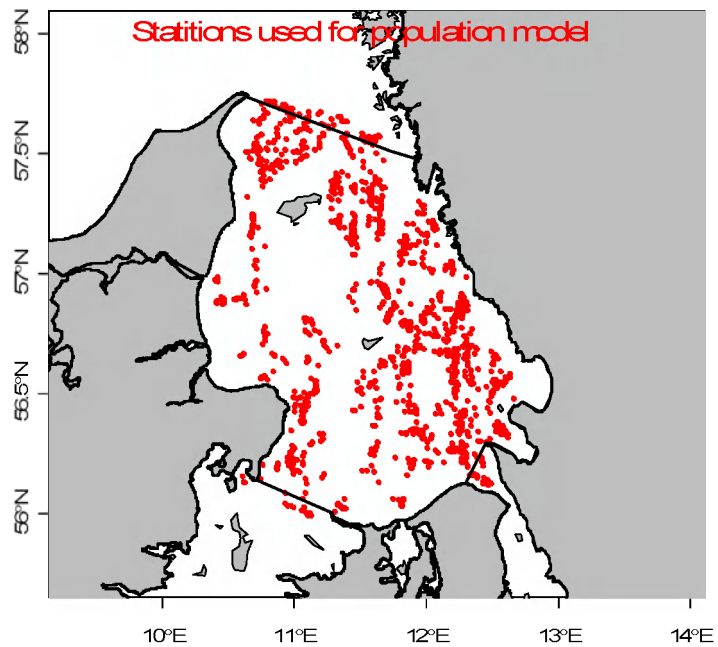 Statitions used for population model
58°N
57.5°N
57°N
56.5°N
56°N
10°E 11°E 12°E 13°E 14°E